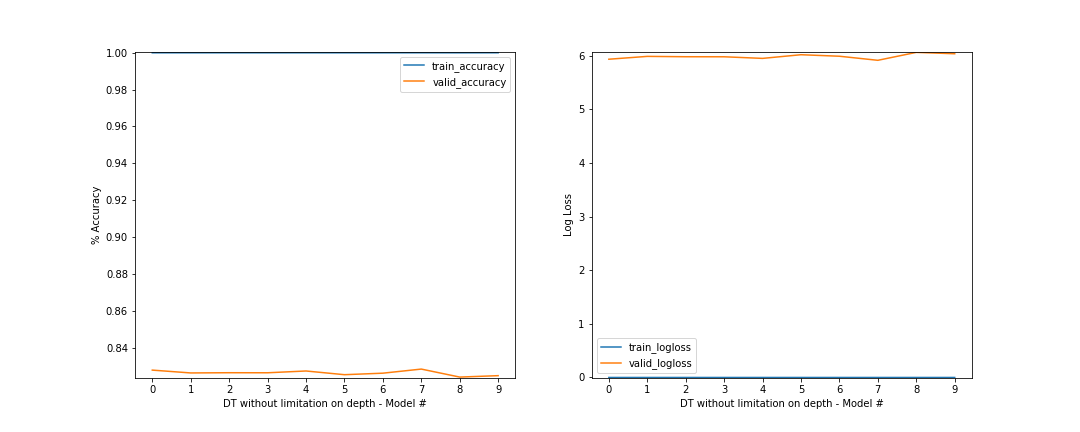 % Accuracy
1.00
0.98
0.96
0.94
0.92
0.90
0.88
0.86
0.84
train_accuracy
valid_accuracy
0 1 2 3 4 5 6 7 8 9
DT without limitation on depth - Model #
Log Loss
6
5
4
3
2
1
0
train_logloss
valid_logloss
0 1 2 3 4 5 6 7 8 9
DT without limitation on depth - Model #